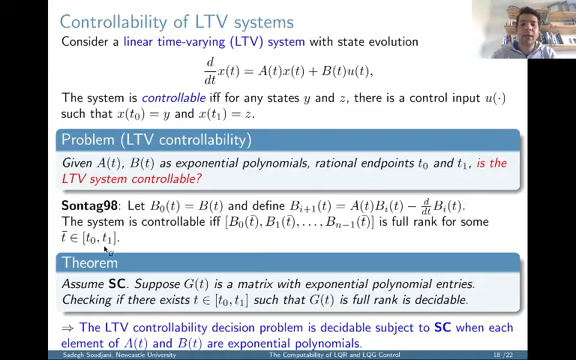 Controllability of LTV systems
Consider a linear time-varying (LTV) system with state evolution
d/dt x(t) = A(t)x(t) + B(t)u(t),
The system is controllable iff for any states y and z, there is a control input u(·)
such that x(t₀) = y and x(t₁) = z.
Problem (LTV controllability)
Given A(t), B(t) as exponential polynomials, rational endpoints t₀ and t₁, is the
LTV system controllable?
Sontag98: Let B₀(t) = B(t) and define Bᵢ₊₁(t) = A(t)Bᵢ(t) − d/dt Bᵢ(t).
The system is controllable iff [B₀(t̄), B₁(t̄), . . . , Bₙ₋₁(t̄)] is full rank for some
t̄ ∈ [t₀, t₁].
Theorem
Assume SC. Suppose G(t) is a matrix with exponential polynomial entries.
Checking if there exists t ∈ [t₀, t₁] such that G(t) is full rank is decidable.
⇒ The LTV controllability decision problem is decidable subject to SC when each
element of A(t) and B(t) are exponential polynomials.
Sadegh Soudjani, Newcastle University The Computability of LQR and LQG Control 18 /22